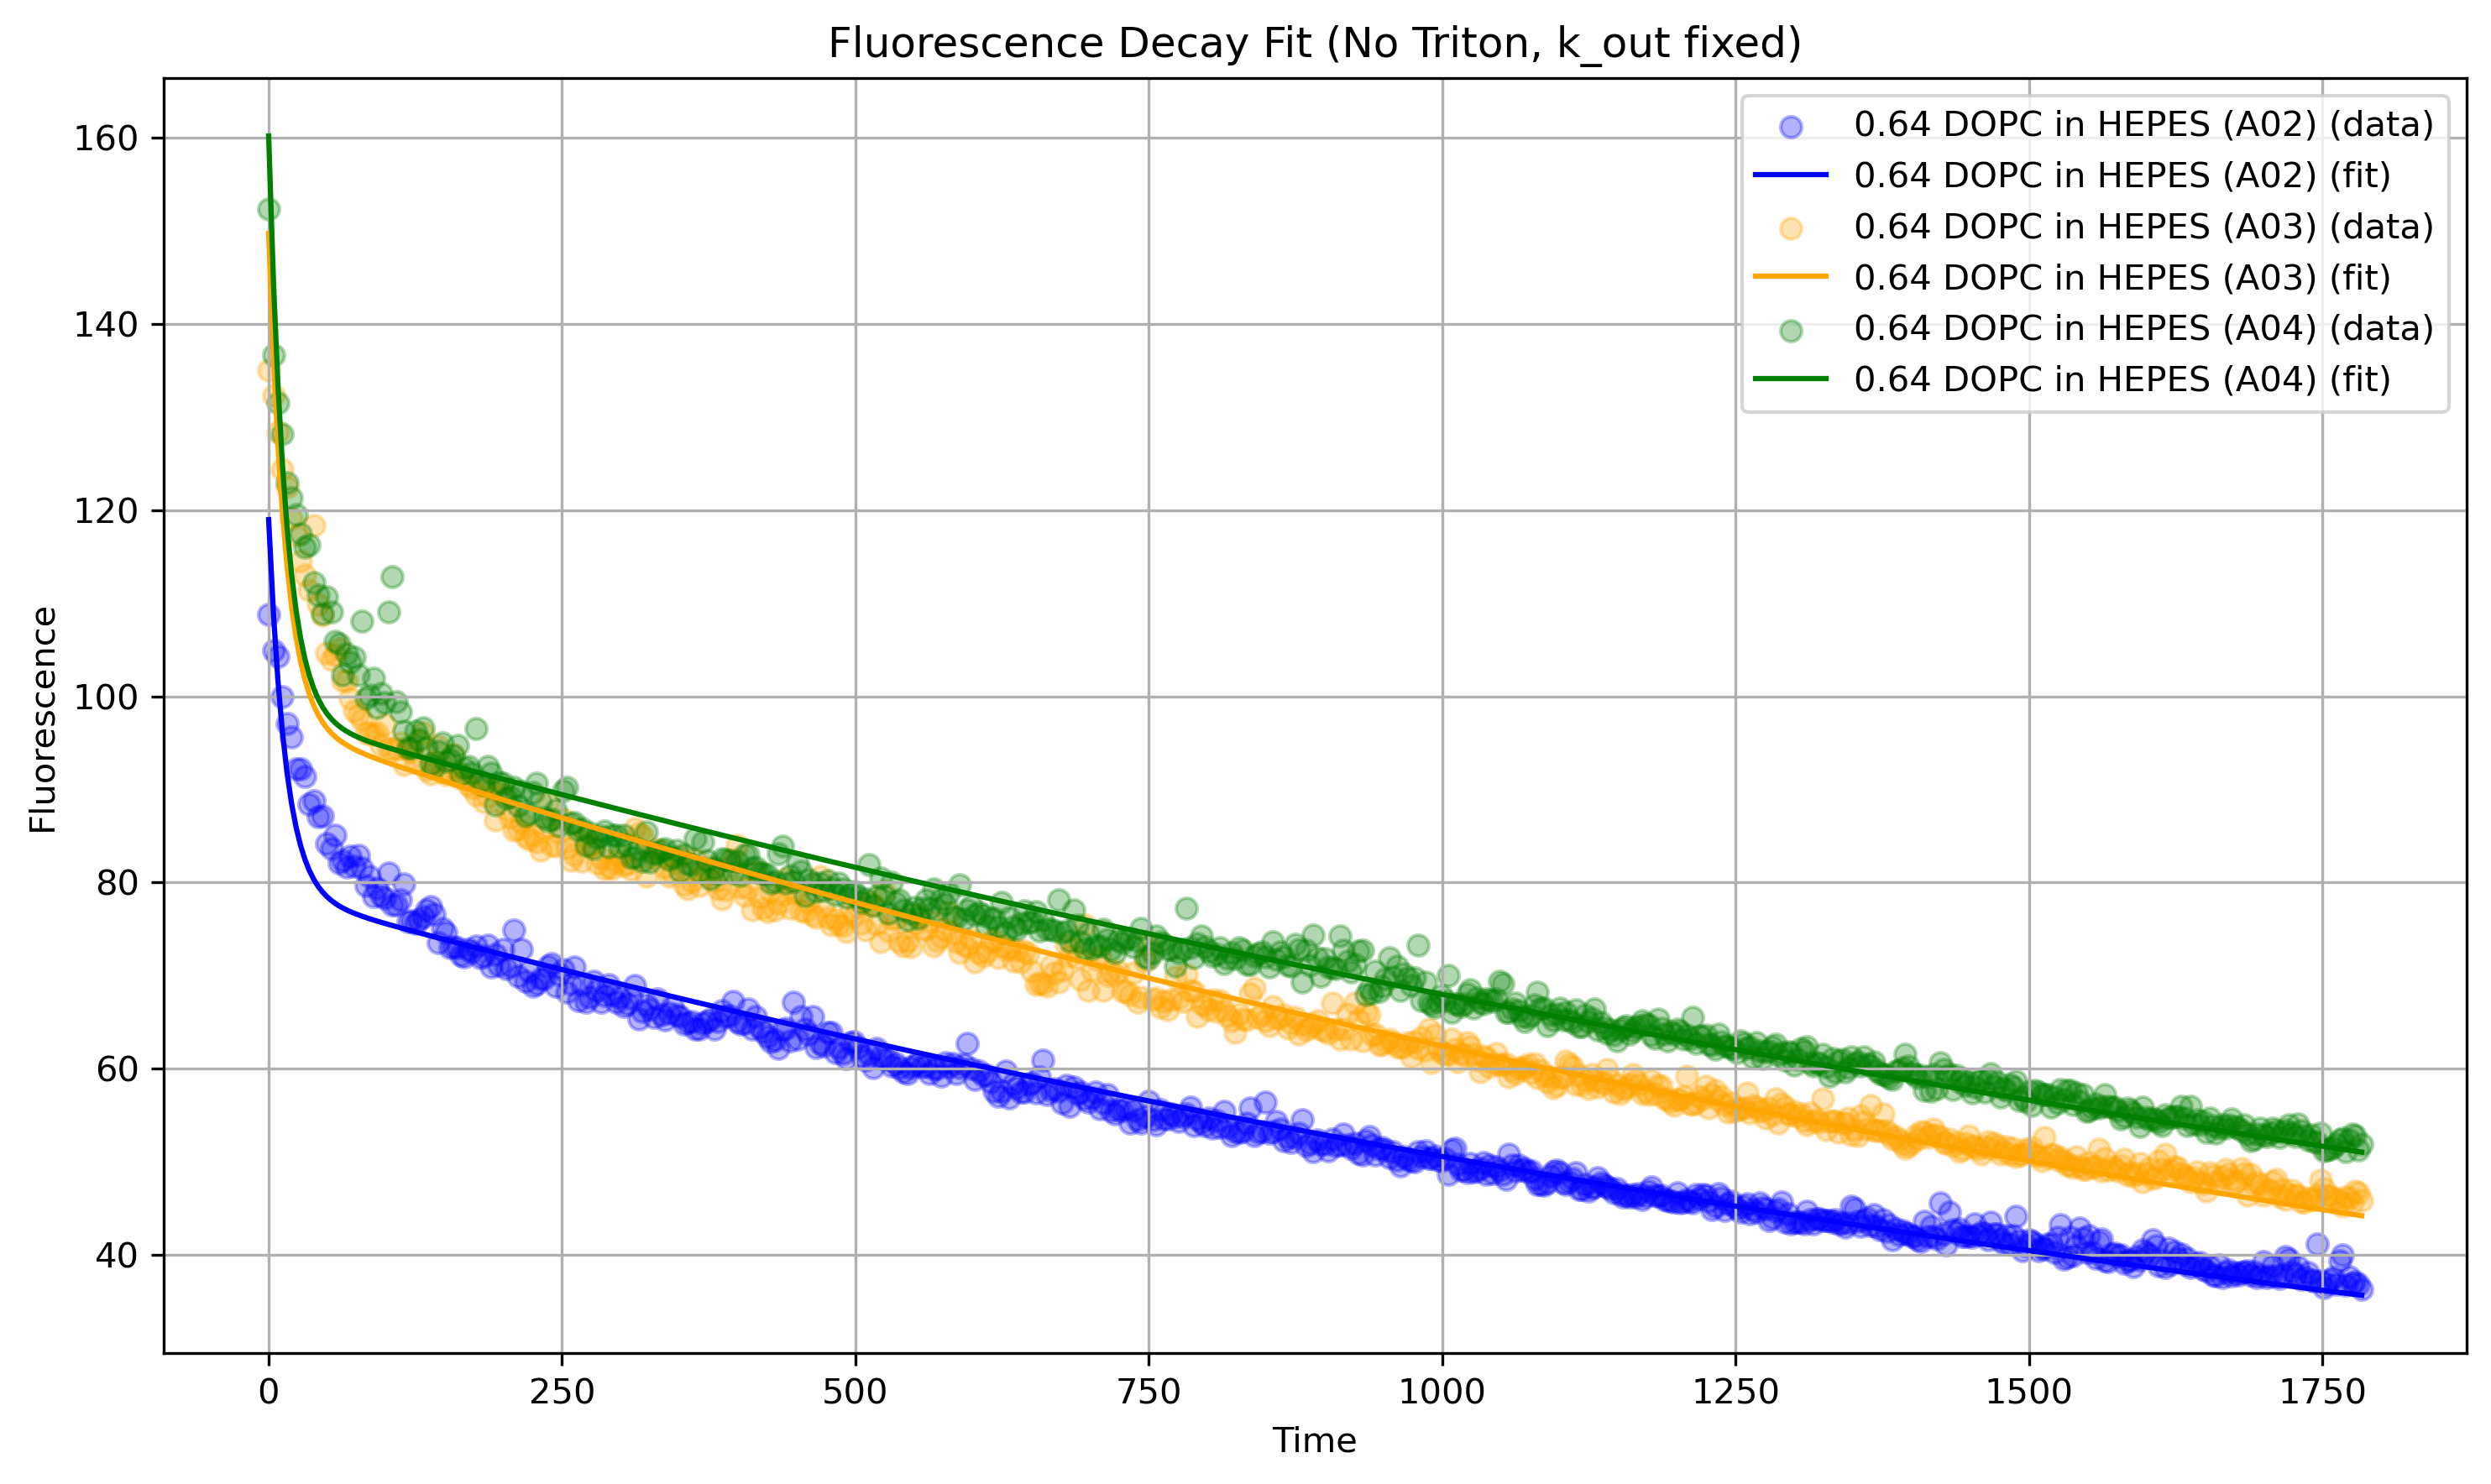 Fluorescence Decay Fit (No Triton, k_out fixed)
0.64 DOPC in HEPES (A02) (data)
0.64 DOPC in HEPES (A02) (fit)
0.64 DOPC in HEPES (A03) (data)
0.64 DOPC in HEPES (A03) (fit)
0.64 DOPC in HEPES (A04) (data)
0.64 DOPC in HEPES (A04) (fit)
Fluorescence
160
140
120
100
80
60
40
0 250 500 750 1000 1250 1500 1750
Time